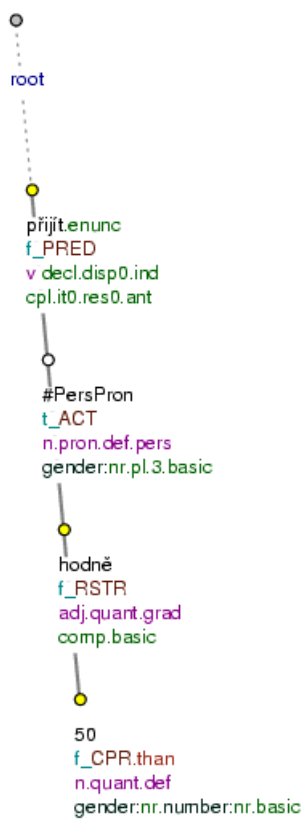 root
přijít.enunc
f_PRED
v decl.disp0.ind
cpl.it0.res0.ant
#PersPron
t_ACT
n.pron.def.pers
gender:nr.pl.3.basic
hodně
f_RSTR
adj.quant.grad
comp.basic
50
f_CPR.than
n.quant.def
gender:nr.number:nr.basic